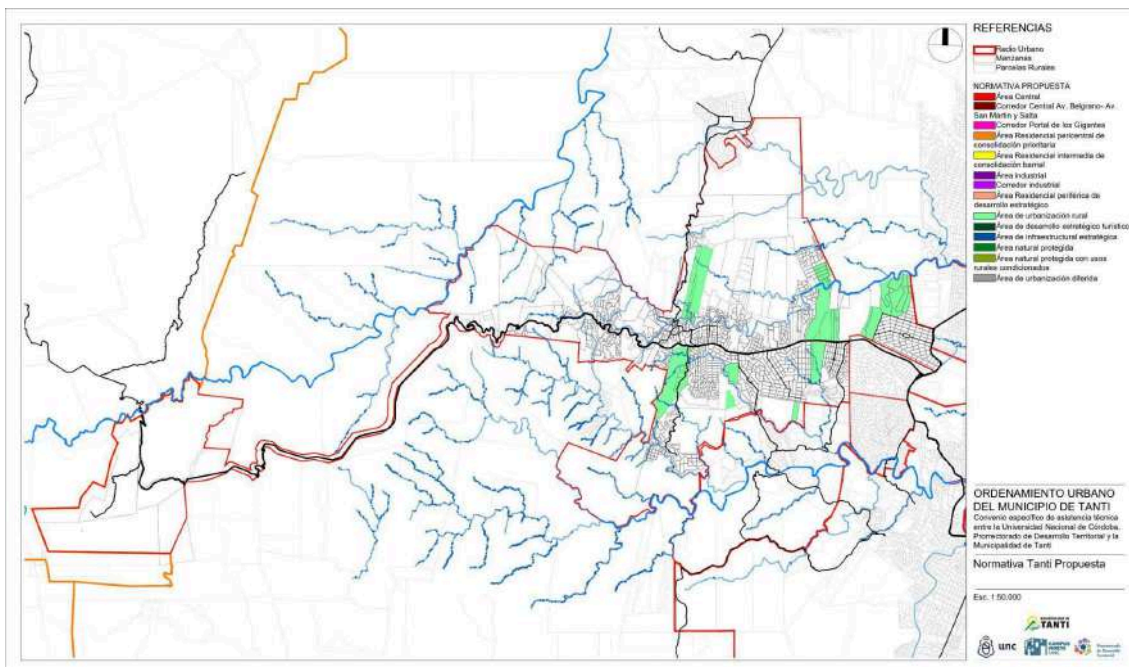 REFERENCIAS
Radio Urbano
Manzanas
Parcelas Rurales
NORMATIVA PROPUESTA
Área Central
Corredor Central Av. Belgrano- Av.
San Martín y Salta
Corredor Portal de los Gigantes
Área Residencial pericentral de
consolidación prioritaria
Área Residencial intermedia de
consolidación barrial
Área industrial
Corredor industrial
Área Residencial periférica de
desarrollo estratégico
Área de urbanización rural
Área de desarrollo estratégico turístico
Área de infraestructural estratégica
Área natural protegida
Área natural protegida con usos
rurales condicionados
Área de urbanización diferida
ORDENAMIENTO URBANO
DEL MUNICIPIO DE TANTI
Convenio específico de asistencia técnica
entre la Universidad Nacional de Córdoba,
Prorrectorado de Desarrollo Territorial y la
Municipalidad de Tanti
Normativa Tanti Propuesta
Esc. 1:50.000
TANTI
unc